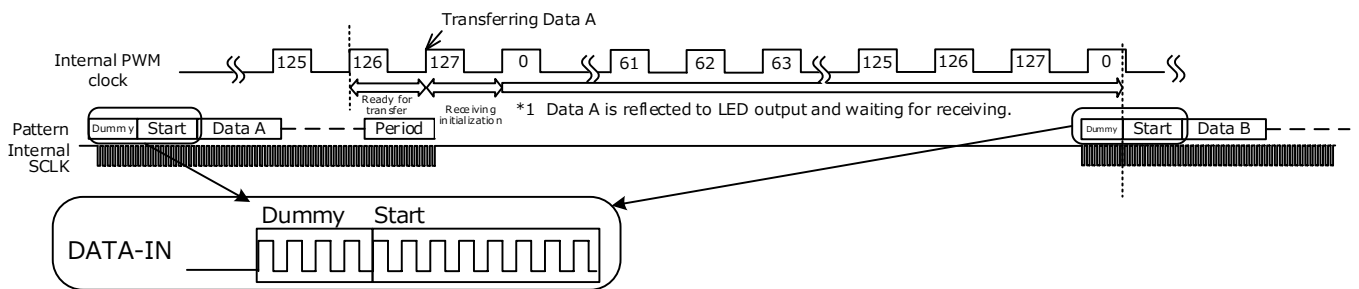 Transferring Data A
Internal PWM
clock
125 126 127 0 61 62 63 125 126 127 0
Ready for
transfer
Receiving
initialization
*1 Data A is reflected to LED output and waiting for receiving.
Pattern
Dummy Start Data A Period Dummy Start Data B
Internal
SCLK
Dummy Start
DATA-IN